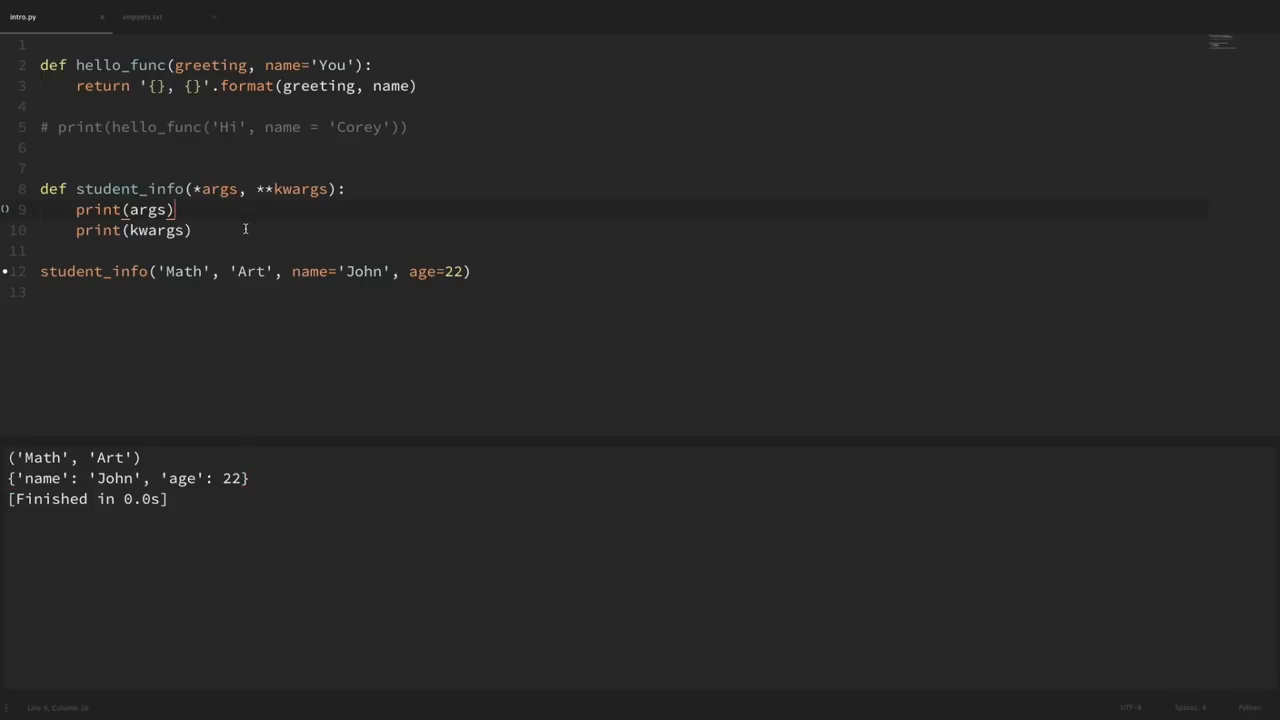 intro.py × snippets.txt ×
1
2 def hello_func(greeting, name='You'):
3     return '{}, {}'.format(greeting, name)
4
5 # print(hello_func('Hi', name = 'Corey'))
6
7
8 def student_info(*args, **kwargs):
() 9     print(args)
10     print(kwargs)
11
12 student_info('Math', 'Art', name='John', age=22)
13
('Math', 'Art')
{'name': 'John', 'age': 22}
[Finished in 0.0s]
Line 9, Column 16 UTF-8 Spaces: 4 Python